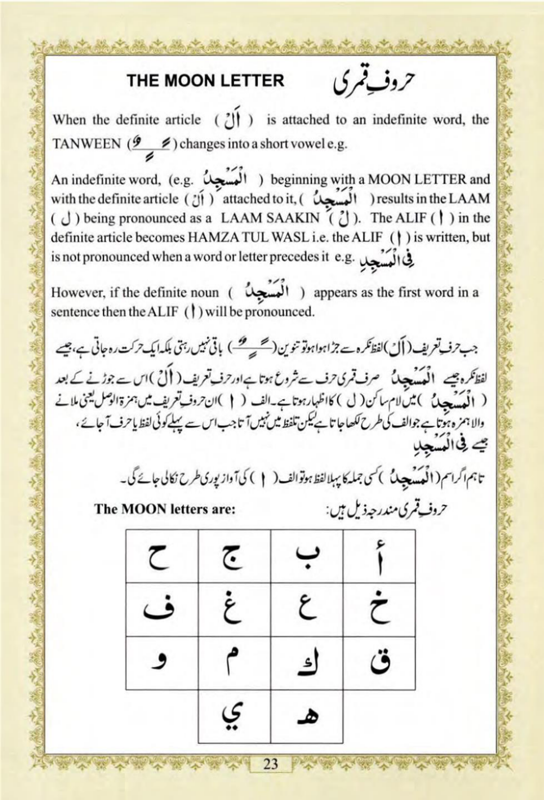 THE MOON LETTER حروفِ قمری
When the definite article ( اَلْ ) is attached to an indefinite word, the
TANWEEN ( ـًـٍـٌ ) changes into a short vowel e.g.
An indefinite word, (e.g. اَلْمَسْجِدُ ) beginning with a MOON LETTER and
with the definite article ( اَلْ ) attached to it, ( اَلْمَسْجِدُ ) results in the LAAM
( ل ) being pronounced as a LAAM SAAKIN ( لْ ). The ALIF ( ا ) in the
definite article becomes HAMZA TUL WASL i.e. the ALIF ( ا ) is written, but
is not pronounced when a word or letter precedes it e.g. فِي الْمَسْجِدِ
However, if the definite noun ( اَلْمَسْجِدُ ) appears as the first word in a
sentence then the ALIF ( ا ) will be pronounced.
جب حرف تعریف (اَلْ) لفظ نکرہ سے جڑا ہوا ہو تو تنوین ( ـًـٍـٌ ) باقی نہیں رہتی بلکہ ایک حرکت رہ جاتی ہے، جیسے
لفظ نکرہ جیسے اَلْمَسْجِدُ صرف قمری حرف سے شروع ہوتا ہے اور حرف تعریف (اَلْ) اس سے جوڑنے کے بعد
( اَلْمَسْجِدُ ) میں لام ساکن ( ل ) کا اظہار ہوتا ہے۔ الف ( ا ) ان حروف تعریف میں ہمزۃ الوصل یعنی ملانے
والا ہمزہ ہوتا ہے جو الف کی طرح لکھا جاتا ہے لیکن تلفظ میں نہیں آتا جب اس سے پہلے کوئی لفظ یا حرف آجائے،
جیسے فِي الْمَسْجِدِ
تاہم اگر اسم ( اَلْمَسْجِدُ ) کسی جملہ کا پہلا لفظ ہو تو الف ( ا ) کی آواز پوری طرح نکالی جائے گی۔
The MOON letters are: حروفِ قمری مندرجہ ذیل ہیں:
أ ب ج ح
خ ع غ ف
ق ك م و
هـ ي
23